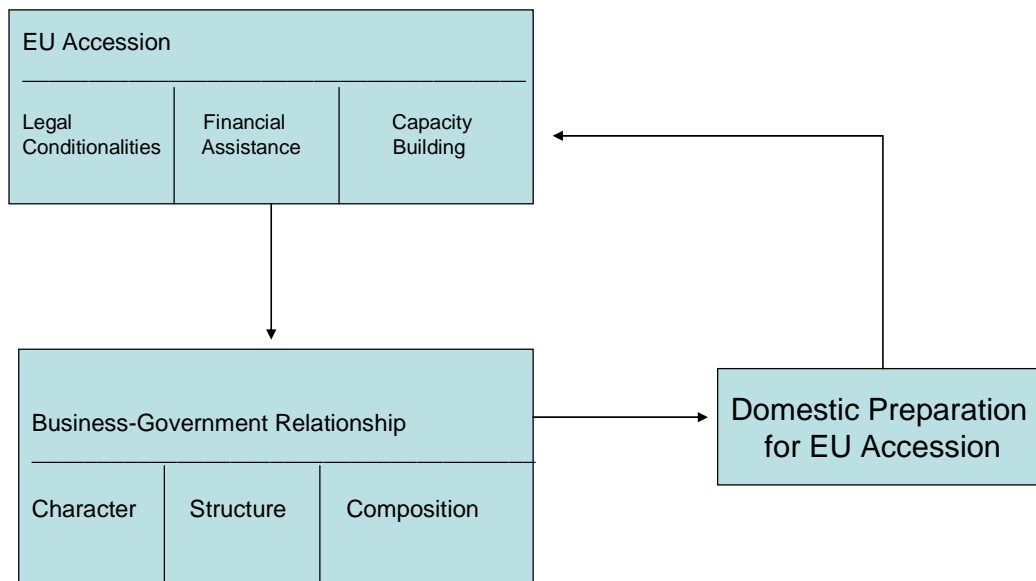 EU Accession
Legal
Conditionalities
Financial
Assistance
Capacity
Building
Business-Government Relationship
Character
Structure
Composition
Domestic Preparation
for EU Accession